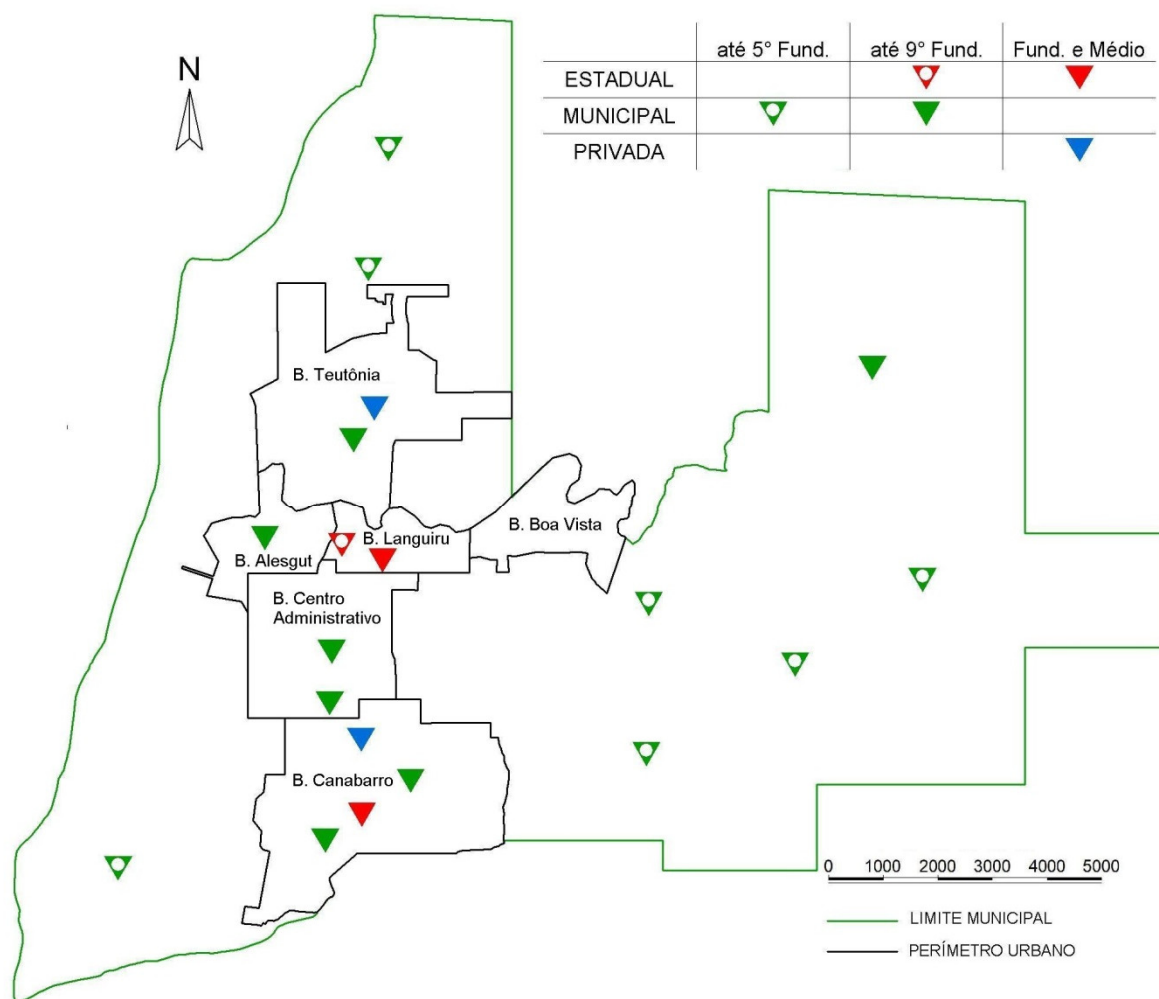 N
até 5° Fund. até 9° Fund. Fund. e Médio
ESTADUAL
MUNICIPAL
PRIVADA
B. Teutônia
B. Boa Vista
B. Languiru
B. Alesgut
B. Centro
Administrativo
B. Canabarro
0 1000 2000 3000 4000 5000
LIMITE MUNICIPAL
PERÍMETRO URBANO